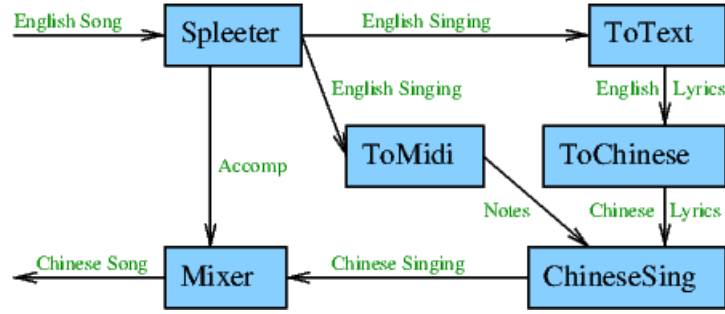 English Song
Spleeter
English Singing
ToText
English Singing
English Lyrics
ToMidi
ToChinese
Accomp
Notes
Chinese Lyrics
Chinese Song
Mixer
Chinese Singing
ChineseSing